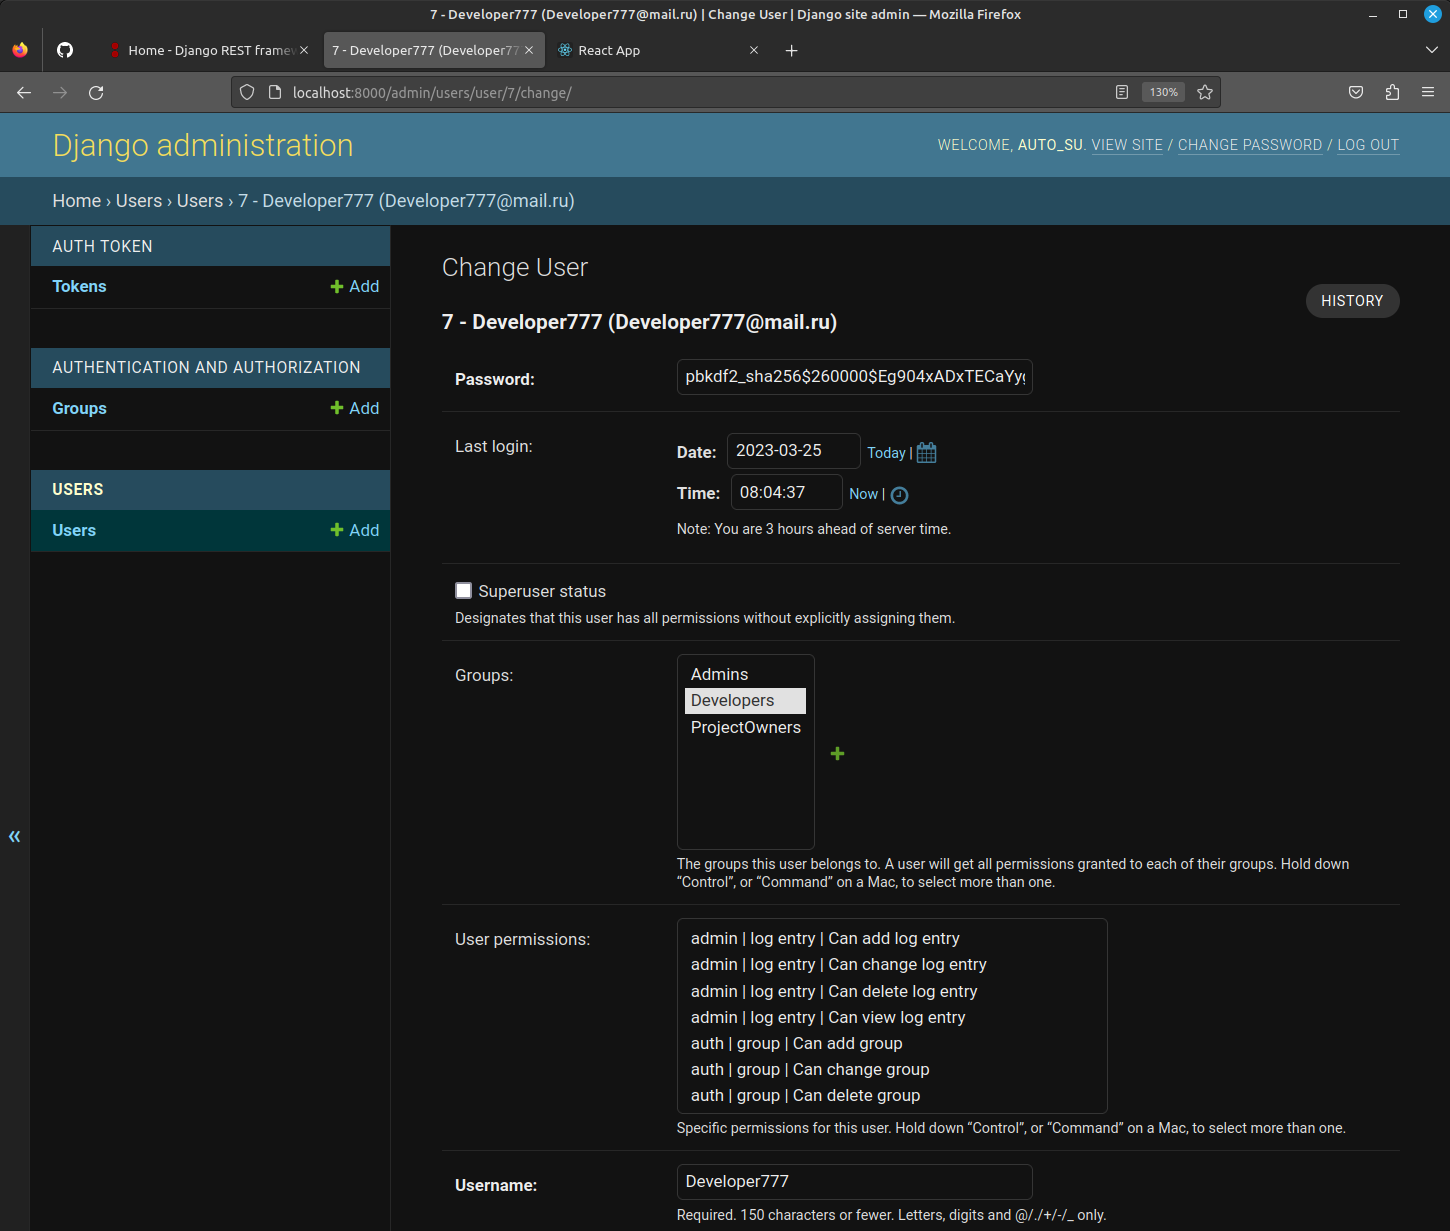 7 - Developer777 (Developer777@mail.ru) | Change User | Django site admin — Mozilla Firefox
Home - Django REST framew
7 - Developer777 (Developer777
React App
localhost:8000/admin/users/user/7/change/
130%
Django administration
WELCOME, AUTO_SU. VIEW SITE / CHANGE PASSWORD / LOG OUT
Home › Users › Users › 7 - Developer777 (Developer777@mail.ru)
AUTH TOKEN
Tokens
Add
AUTHENTICATION AND AUTHORIZATION
Groups
Add
USERS
Users
Add
«
Change User
HISTORY
7 - Developer777 (Developer777@mail.ru)
Password:
pbkdf2_sha256$260000$Eg904xADxTECaYyg
Last login:
Date: 2023-03-25 Today |
Time: 08:04:37 Now |
Note: You are 3 hours ahead of server time.
Superuser status
Designates that this user has all permissions without explicitly assigning them.
Groups:
Admins
Developers
ProjectOwners
The groups this user belongs to. A user will get all permissions granted to each of their groups. Hold down
“Control”, or “Command” on a Mac, to select more than one.
User permissions:
admin | log entry | Can add log entry
admin | log entry | Can change log entry
admin | log entry | Can delete log entry
admin | log entry | Can view log entry
auth | group | Can add group
auth | group | Can change group
auth | group | Can delete group
Specific permissions for this user. Hold down “Control”, or “Command” on a Mac, to select more than one.
Username:
Developer777
Required. 150 characters or fewer. Letters, digits and @/./+/-/_ only.